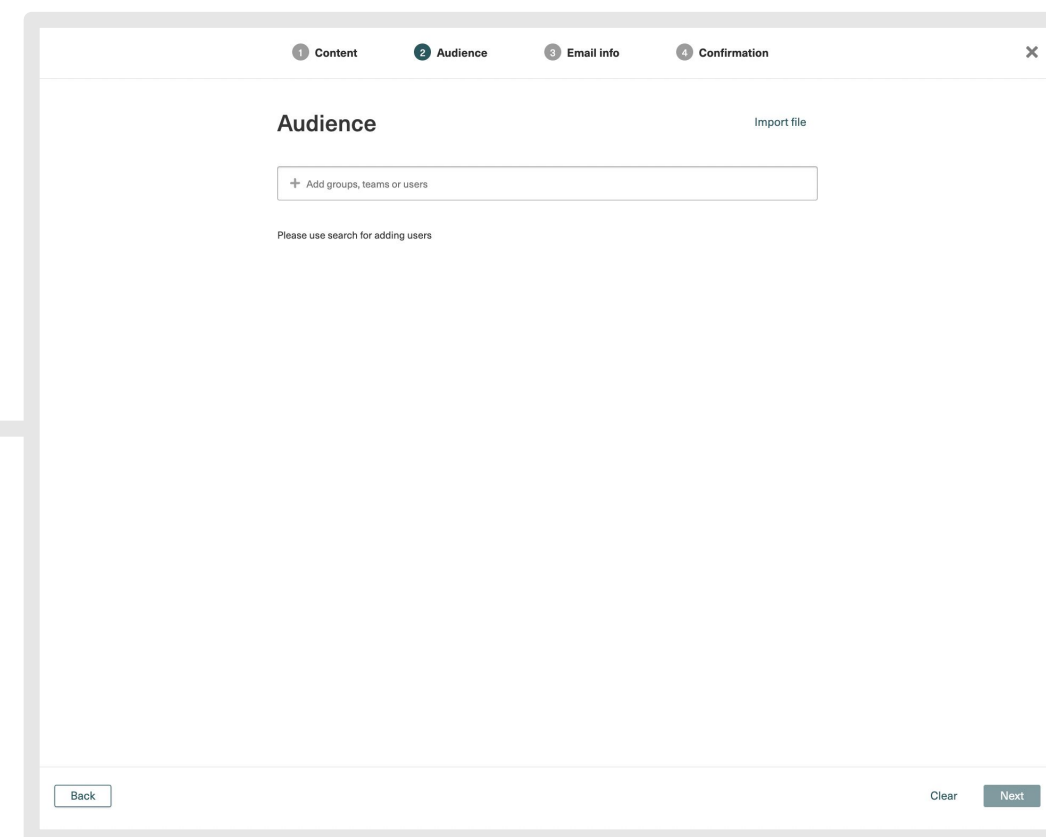 1 Content 2 Audience 3 Email info 4 Confirmation
Audience
Import file
Add groups, teams or users
Please use search for adding users
Back
Clear
Next